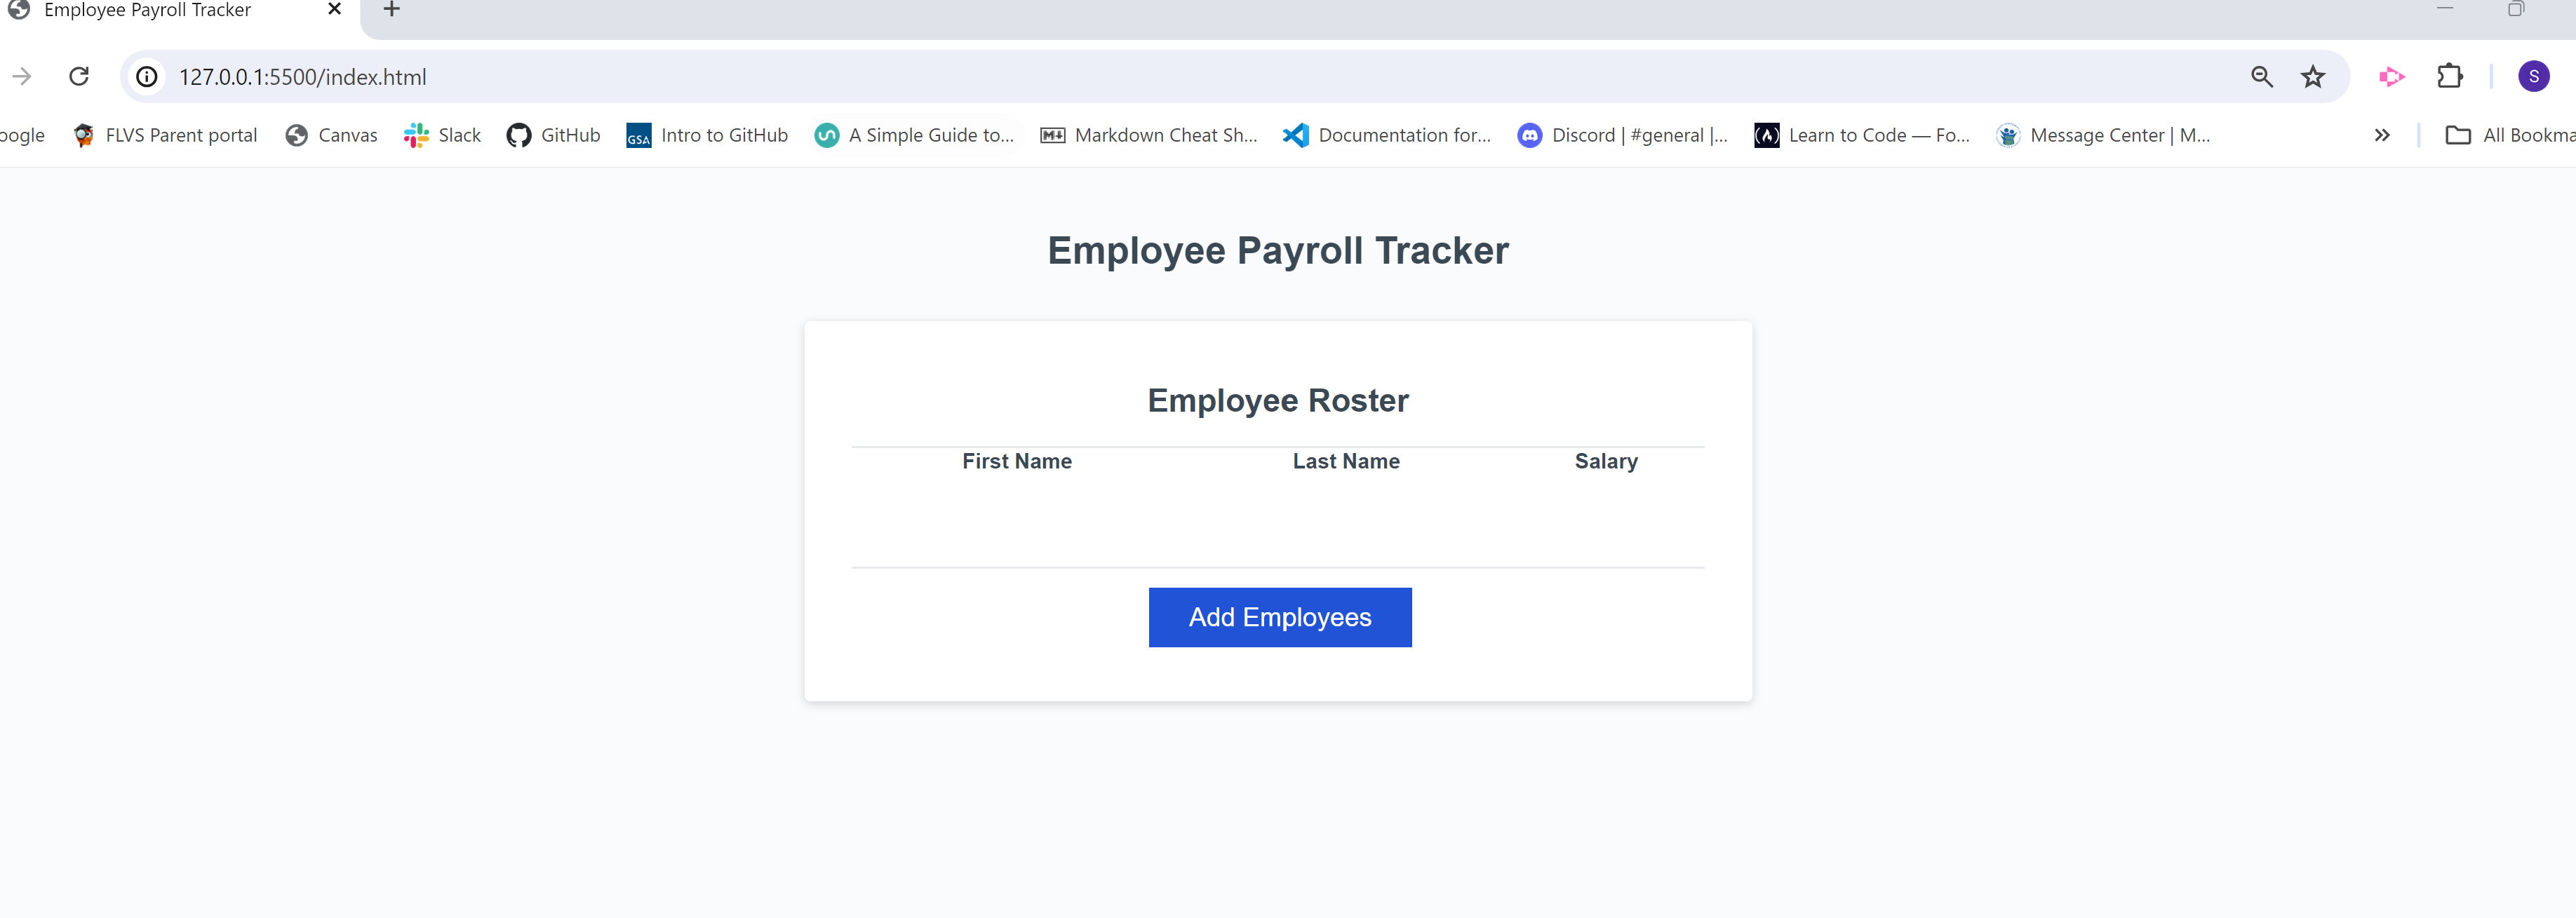 Employee Payroll Tracker
127.0.0.1:5500/index.html
S
oogle FLVS Parent portal Canvas Slack GitHub GSA Intro to GitHub A Simple Guide to... M Markdown Cheat Sh... Documentation for... Discord | #general |... Learn to Code — Fo... Message Center | M... » All Bookma
Employee Payroll Tracker
Employee Roster
First Name Last Name Salary
Add Employees